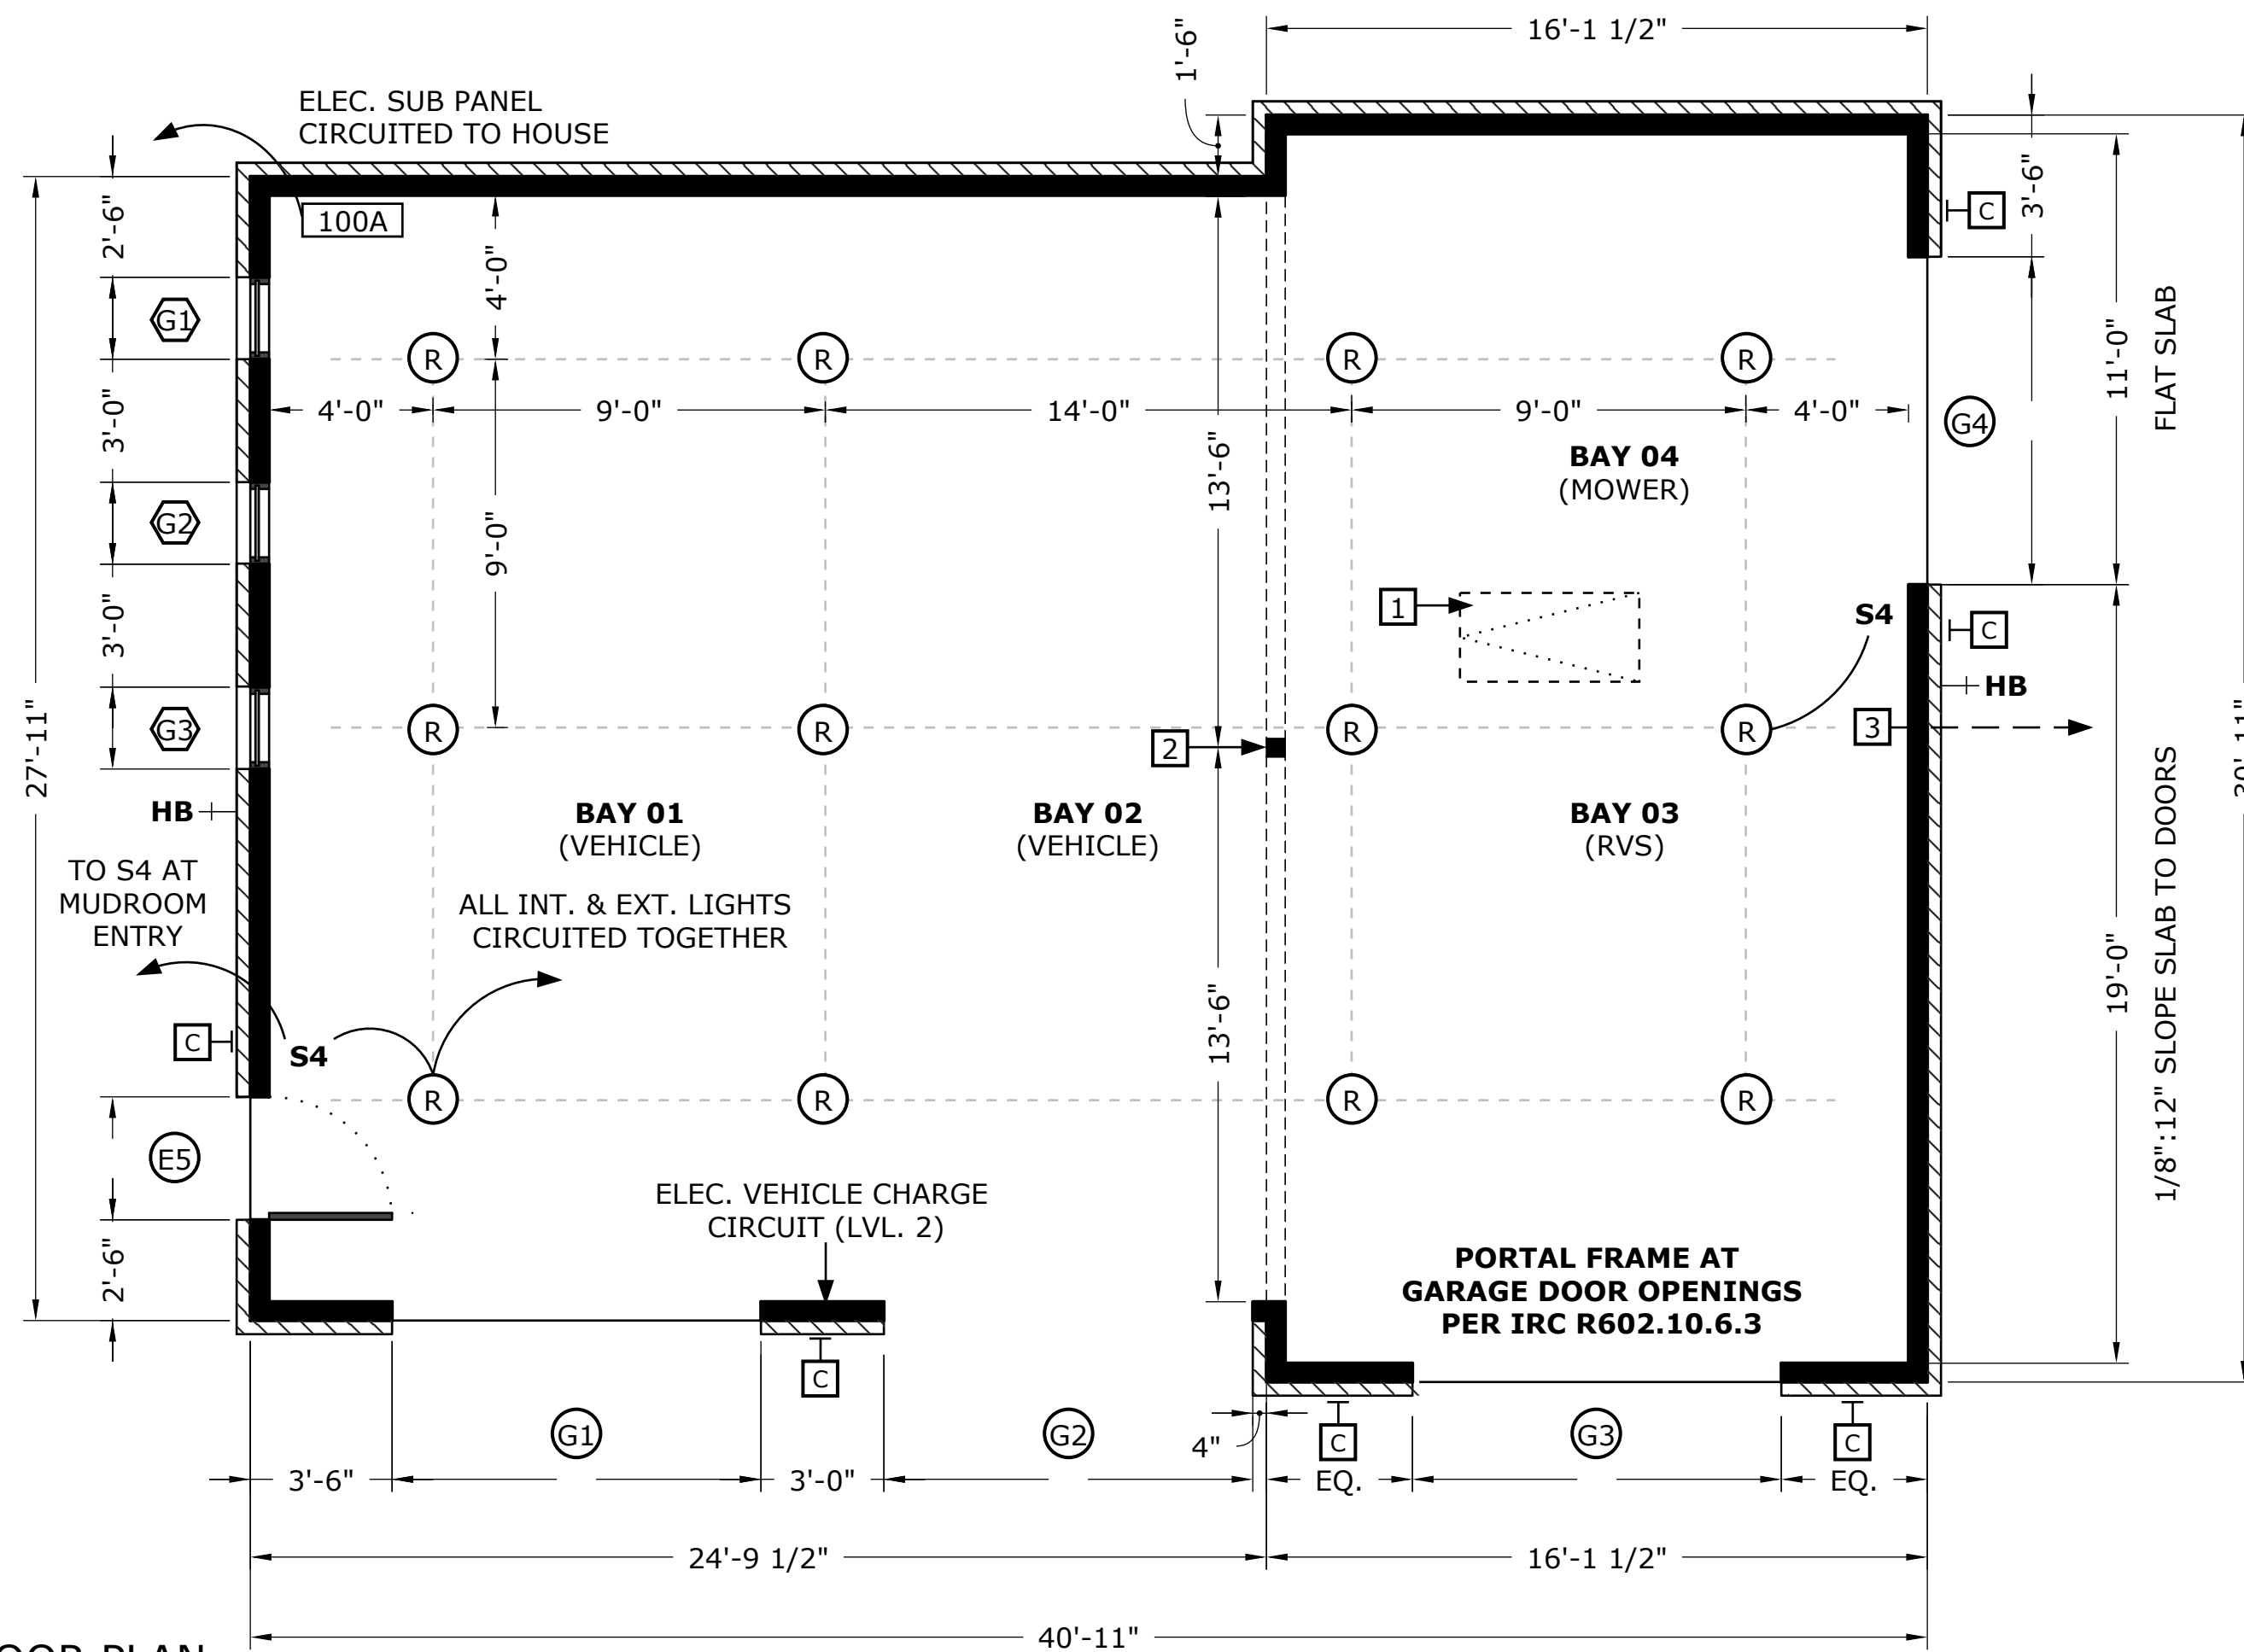 16'-1 1/2"
1'-6"
ELEC. SUB PANEL
CIRCUITED TO HOUSE
100A
2'-6"
3'-6"
C
4'-0"
G1
R
R
R
R
4'-0"
9'-0"
14'-0"
9'-0"
4'-0"
G4
11'-0"
FLAT SLAB
3'-0"
13'-6"
BAY 04
(MOWER)
G2
9'-0"
3'-0"
1
S4
C
HB
27'-11"
G3
R
R
2
R
R
3
HB
BAY 01
(VEHICLE)
BAY 02
(VEHICLE)
BAY 03
(RVS)
TO S4 AT
MUDROOM
ENTRY
ALL INT. & EXT. LIGHTS
CIRCUITED TOGETHER
13'-6"
19'-0"
1/8":12" SLOPE SLAB TO DOORS
C
S4
R
R
R
R
E5
ELEC. VEHICLE CHARGE
CIRCUIT (LVL. 2)
2'-6"
PORTAL FRAME AT
GARAGE DOOR OPENINGS
PER IRC R602.10.6.3
C
G1
G2
4"
C
G3
C
3'-6"
3'-0"
EQ.
EQ.
24'-9 1/2"
16'-1 1/2"
40'-11"
PLAN